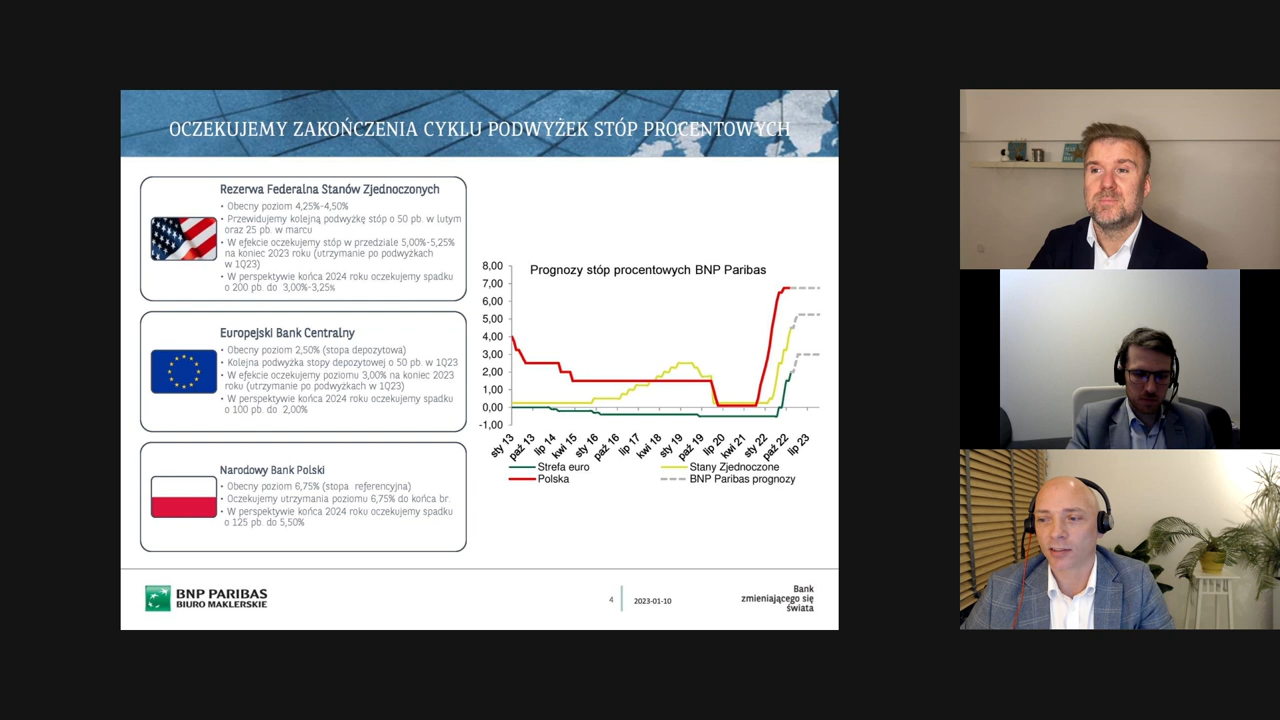 OCZEKUJEMY ZAKOŃCZENIA CYKLU PODWYŻEK STÓP PROCENTOWYCH
Rezerwa Federalna Stanów Zjednoczonych
• Obecny poziom 4,25%-4,50%
• Przewidujemy kolejną podwyżkę stóp o 50 pb. w lutym
oraz 25 pb. w marcu
• W efekcie oczekujemy stóp w przedziale 5,00%-5,25%
na koniec 2023 roku (utrzymanie po podwyżkach
w 1Q23)
• W perspektywie końca 2024 roku oczekujemy spadku
o 200 pb. do 3,00%-3,25%
Europejski Bank Centralny
• Obecny poziom 2,50% (stopa depozytowa)
• Kolejna podwyżka stopy depozytowej o 50 pb. w 1Q23
• W efekcie oczekujemy poziomu 3,00% na koniec 2023
roku (utrzymanie po podwyżkach w 1Q23)
• W perspektywie końca 2024 roku oczekujemy spadku
o 100 pb. do 2,00%
Narodowy Bank Polski
• Obecny poziom 6,75% (stopa referencyjna)
• Oczekujemy utrzymania poziomu 6,75% do końca br.
• W perspektywie końca 2024 roku oczekujemy spadku
o 125 pb. do 5,50%
Prognozy stóp procentowych BNP Paribas
8,00
7,00
6,00
5,00
4,00
3,00
2,00
1,00
0,00
-1,00
sty 13
paź 13
lip 14
kwi 15
sty 16
paź 16
lip 17
kwi 18
sty 19
paź 19
lip 20
kwi 21
sty 22
paź 22
lip 23
Strefa euro
Stany Zjednoczone
Polska
BNP Paribas prognozy
BNP PARIBAS
BIURO MAKLERSKIE
4
2023-01-10
Bank
zmieniającego się
świata